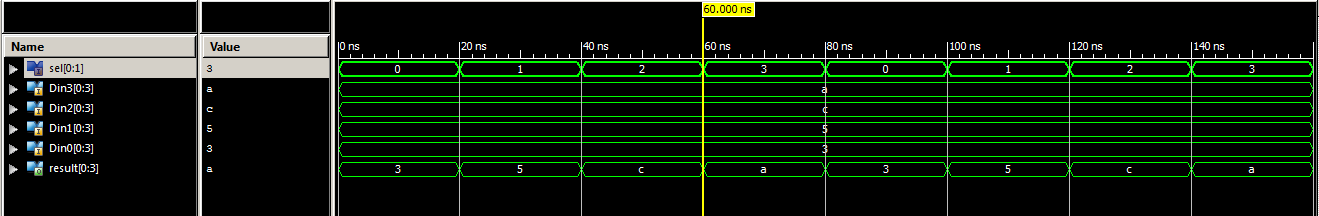 60.000 ns
Name Value
0 ns 20 ns 40 ns 60 ns 80 ns 100 ns 120 ns 140 ns
sel[0:1] 3 0 1 2 3 0 1 2 3
Din3[0:3] a a
Din2[0:3] c c
Din1[0:3] 5 5
Din0[0:3] 3 3
result[0:3] a 3 5 c a 3 5 c a